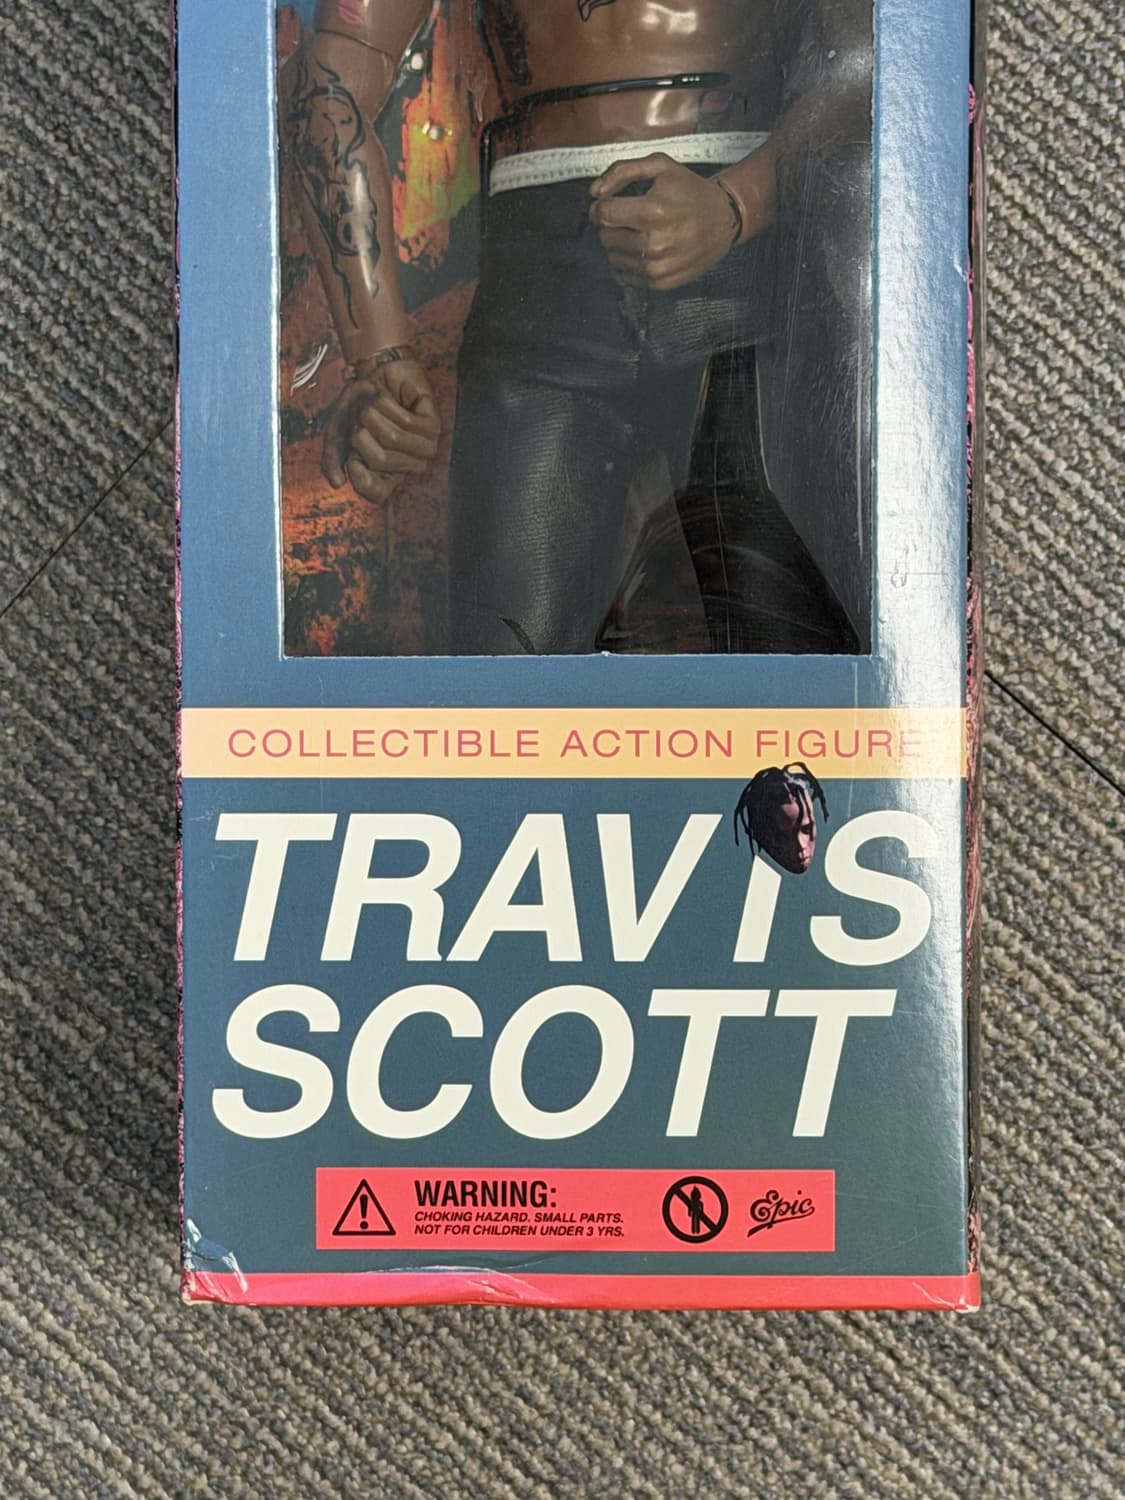 COLLECTIBLE ACTION FIGURE
TRAVIS
SCOTT
WARNING:
CHOKING HAZARD. SMALL PARTS.
NOT FOR CHILDREN UNDER 3 YRS.
Epic